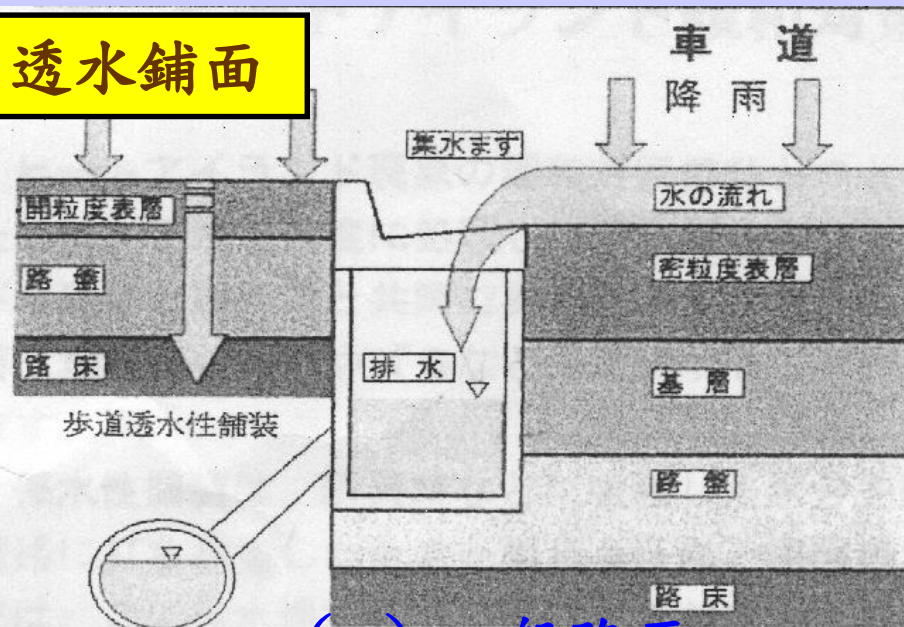 透水鋪面
車道
降雨
集水ます
水の流れ
開粒度表層
密粒度表層
路盤
排水
路床
基層
歩道透水性舗装
路盤
路床